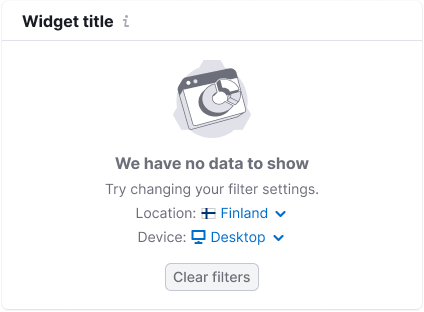 Widget title
We have no data to show
Try changing your filter settings.
Location: Finland
Device: Desktop
Clear filters